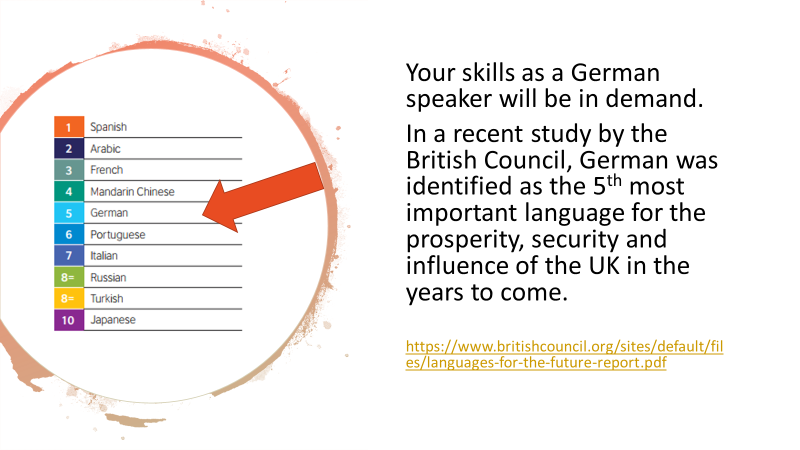 1 Spanish
2 Arabic
3 French
4 Mandarin Chinese
5 German
6 Portuguese
7 Italian
8= Russian
8= Turkish
10 Japanese
Your skills as a German
speaker will be in demand.
In a recent study by the
British Council, German was
identified as the 5th most
important language for the
prosperity, security and
influence of the UK in the
years to come.
https://www.britishcouncil.org/sites/default/fil
es/languages-for-the-future-report.pdf